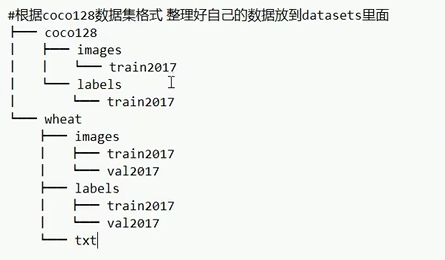 #根据coco128数据集格式 整理好自己的数据放到datasets里面
├── coco128
│   ├── images
│   │   └── train2017
│   └── labels
│       └── train2017
└── wheat
    ├── images
    │   ├── train2017
    │   └── val2017
    ├── labels
    │   ├── train2017
    │   └── val2017
    └── txt